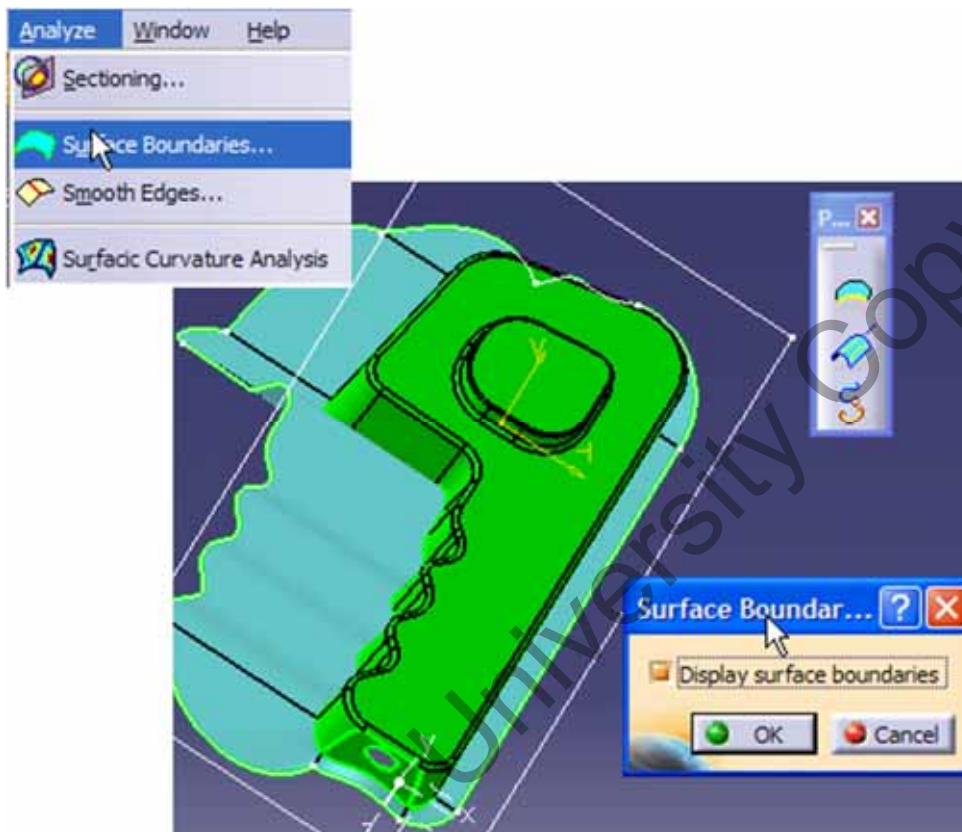 Analyze Window Help
Sectioning...
Surface Boundaries...
Smooth Edges...
Surfacic Curvature Analysis
P...
y
University Copy
Surface Boundar...
Display surface boundaries
OK Cancel
y
x